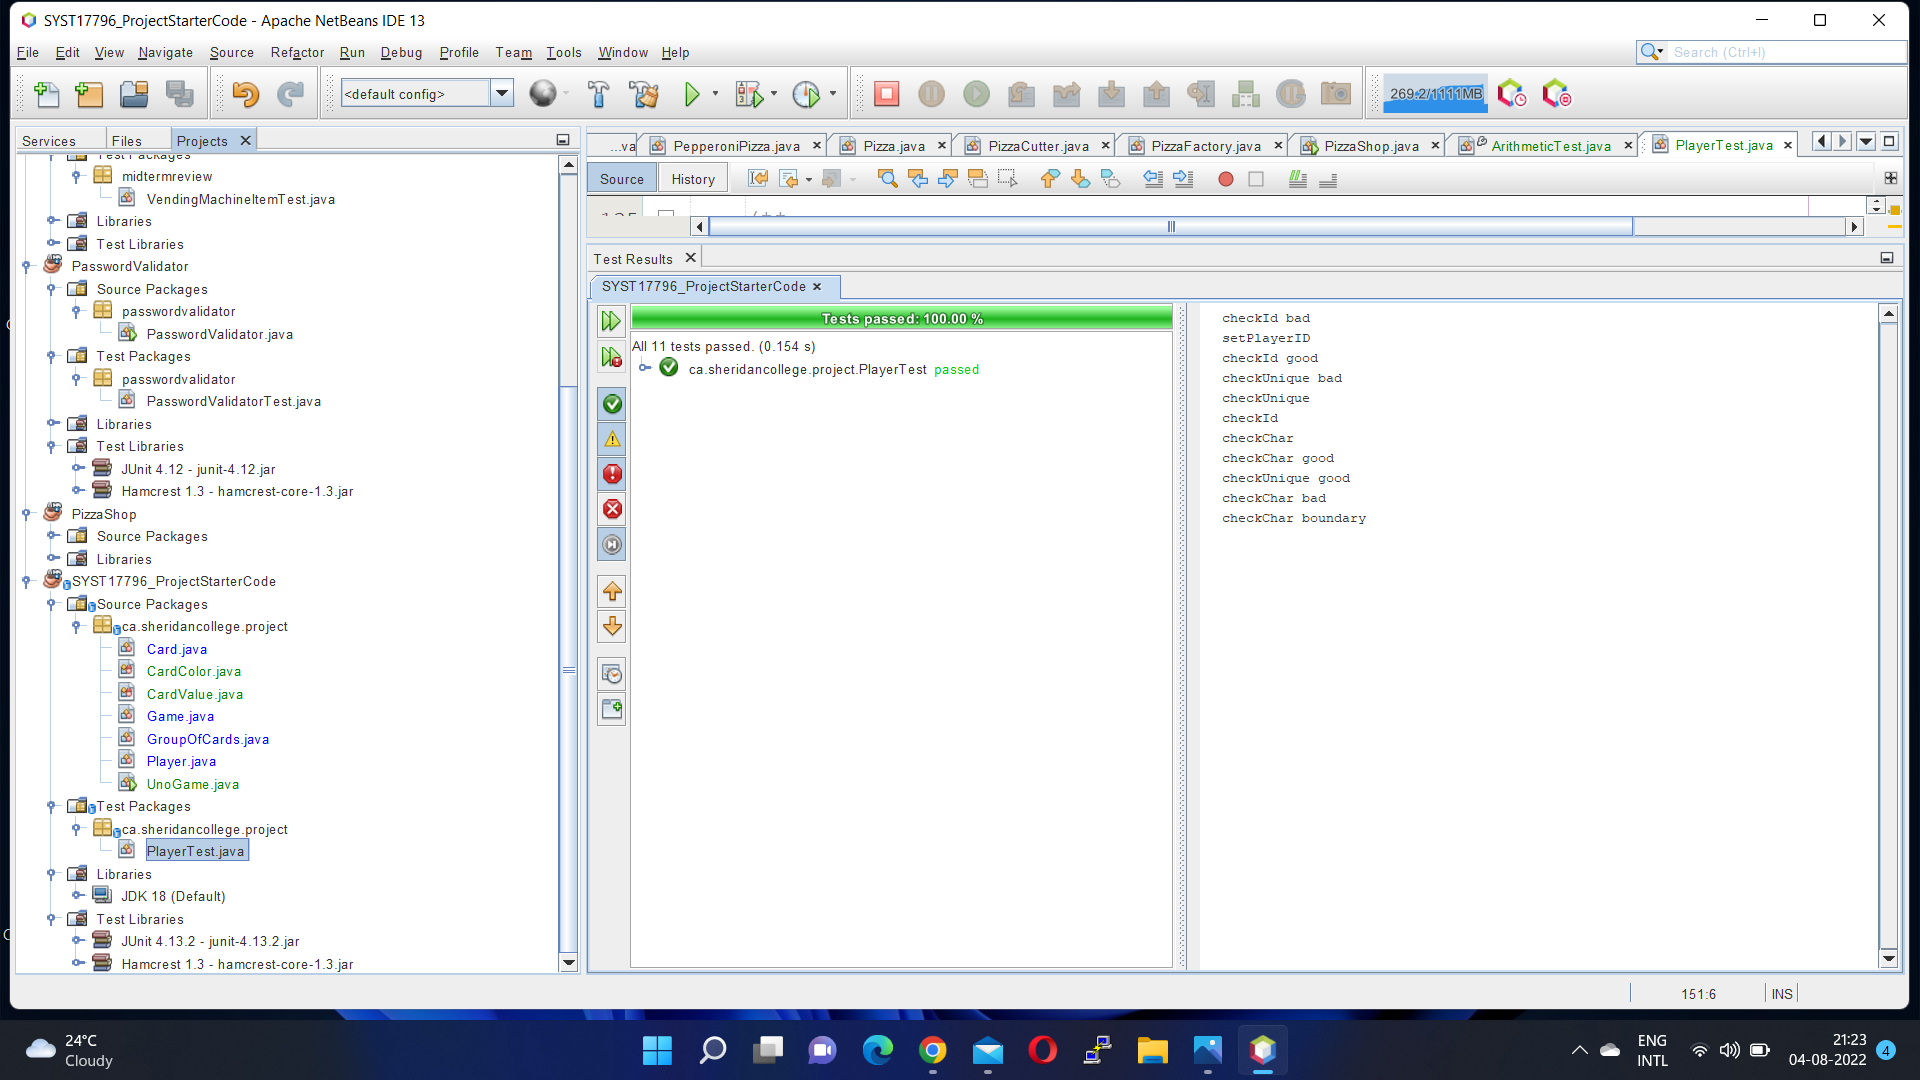 SYST17796_ProjectStarterCode - Apache NetBeans IDE 13
File Edit View Navigate Source Refactor Run Debug Profile Team Tools Window Help
Search (Ctrl+I)
<default config>
269.2/1111MB
Services Files Projects
...va PepperoniPizza.java Pizza.java PizzaCutter.java PizzaFactory.java PizzaShop.java ArithmeticTest.java PlayerTest.java
Source History
Test Packages
midtermreview
VendingMachineItemTest.java
Libraries
Test Libraries
PasswordValidator
Source Packages
passwordvalidator
PasswordValidator.java
Test Packages
passwordvalidator
PasswordValidatorTest.java
Libraries
Test Libraries
JUnit 4.12 - junit-4.12.jar
Hamcrest 1.3 - hamcrest-core-1.3.jar
PizzaShop
Source Packages
Libraries
SYST17796_ProjectStarterCode
Source Packages
ca.sheridancollege.project
Card.java
CardColor.java
CardValue.java
Game.java
GroupOfCards.java
Player.java
UnoGame.java
Test Packages
ca.sheridancollege.project
PlayerTest.java
Libraries
JDK 18 (Default)
Test Libraries
JUnit 4.13.2 - junit-4.13.2.jar
Hamcrest 1.3 - hamcrest-core-1.3.jar
Test Results
SYST17796_ProjectStarterCode
Tests passed: 100.00 %
All 11 tests passed. (0.154 s)
ca.sheridancollege.project.PlayerTest passed
checkId bad
setPlayerID
checkId good
checkUnique bad
checkUnique
checkId
checkChar
checkChar good
checkUnique good
checkChar bad
checkChar boundary
151:6 INS
24°C
Cloudy
ENG
INTL
21:23
04-08-2022
4